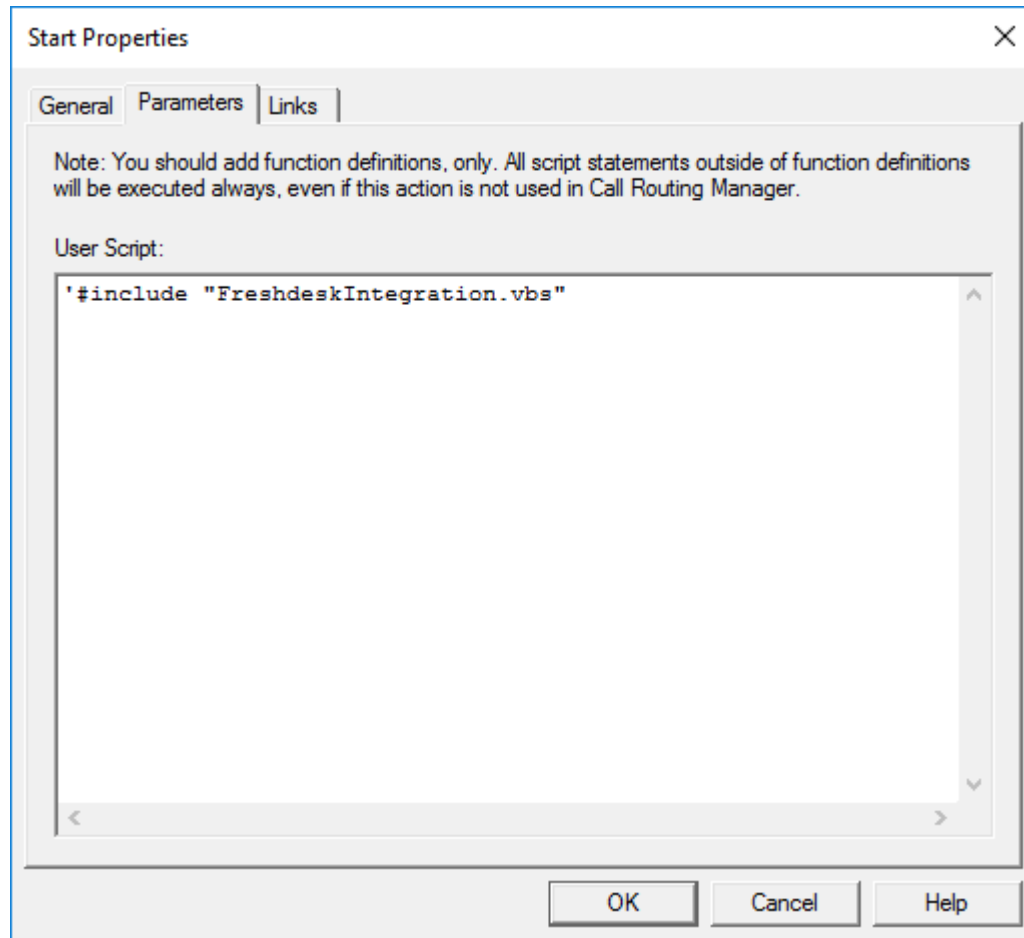 Start Properties
General Parameters Links
Note: You should add function definitions, only. All script statements outside of function definitions
will be executed always, even if this action is not used in Call Routing Manager.
User Script:
'#include "FreshdeskIntegration.vbs"
OK Cancel Help